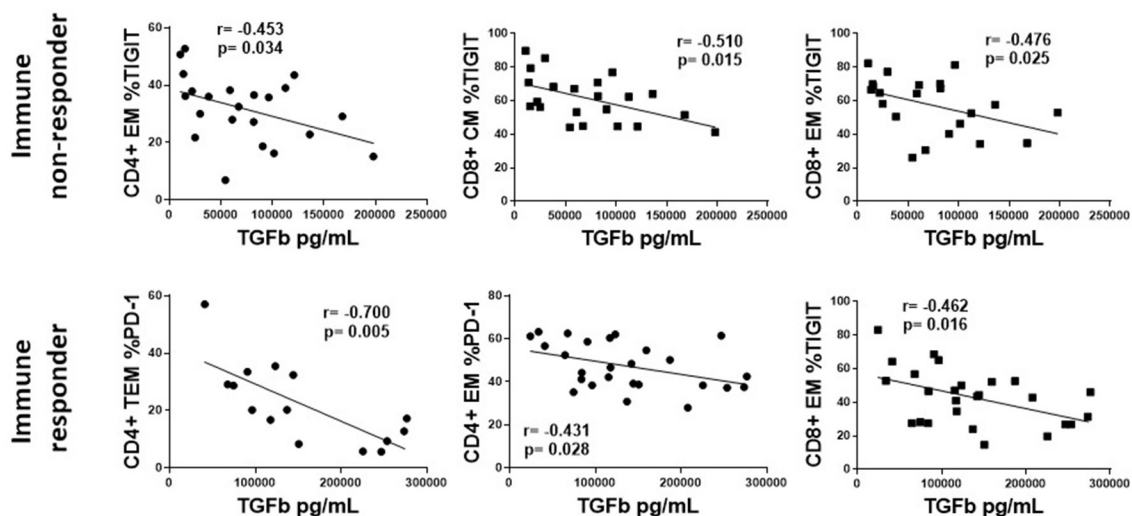 Immune
non-responder
CD4+ EM %TIGIT
60
40
20
0
r= -0.453
p= 0.034
0 50000 100000 150000 200000 250000
TGFb pg/mL
CD8+ CM %TIGIT
100
80
60
40
20
0
r= -0.510
p= 0.015
0 50000 100000 150000 200000 250000
TGFb pg/mL
CD8+ EM %TIGIT
100
80
60
40
20
0
r= -0.476
p= 0.025
0 50000 100000 150000 200000 250000
TGFb pg/mL
Immune
responder
CD4+ TEM %PD-1
60
40
20
0
r= -0.700
p= 0.005
0 100000 200000 300000
TGFb pg/mL
CD4+ EM %PD-1
80
60
40
20
0
r= -0.431
p= 0.028
0 100000 200000 300000
TGFb pg/mL
CD8+ EM %TIGIT
100
80
60
40
20
0
r= -0.462
p= 0.016
0 100000 200000 300000
TGFb pg/mL